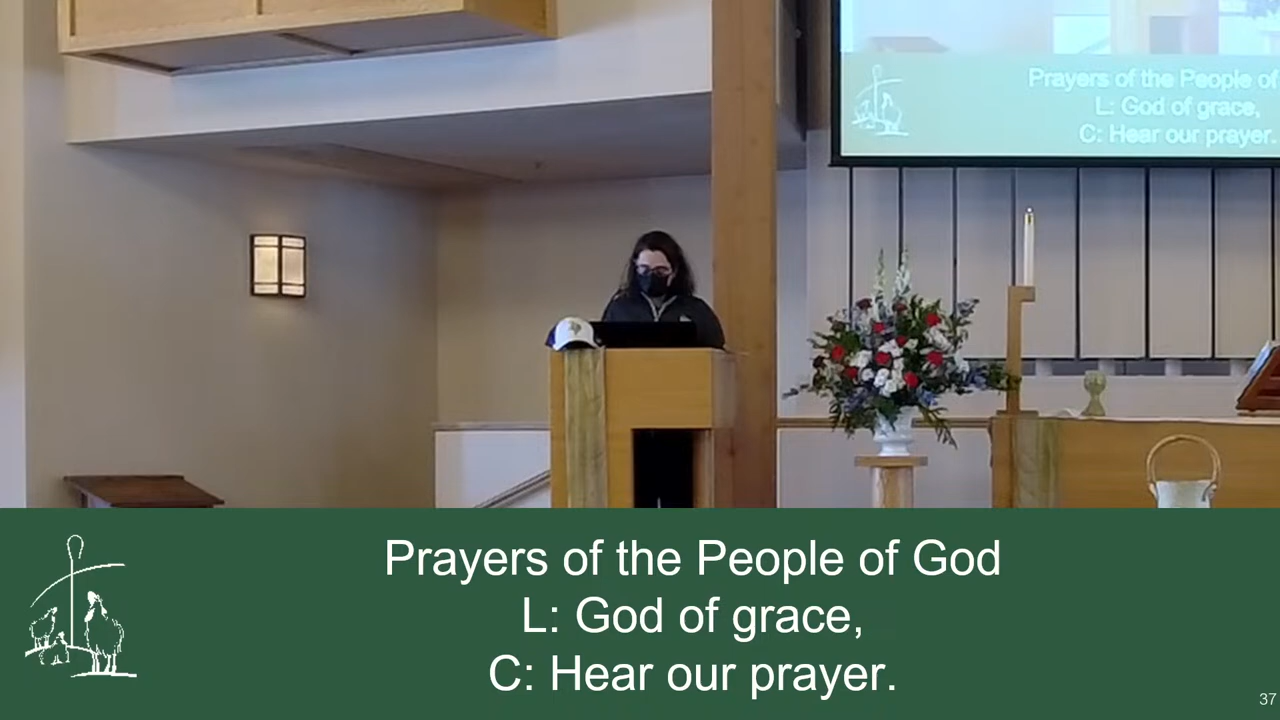 Prayers of the People of
L: God of grace,
C: Hear our prayer.
Prayers of the People of God
L: God of grace,
C: Hear our prayer.
37